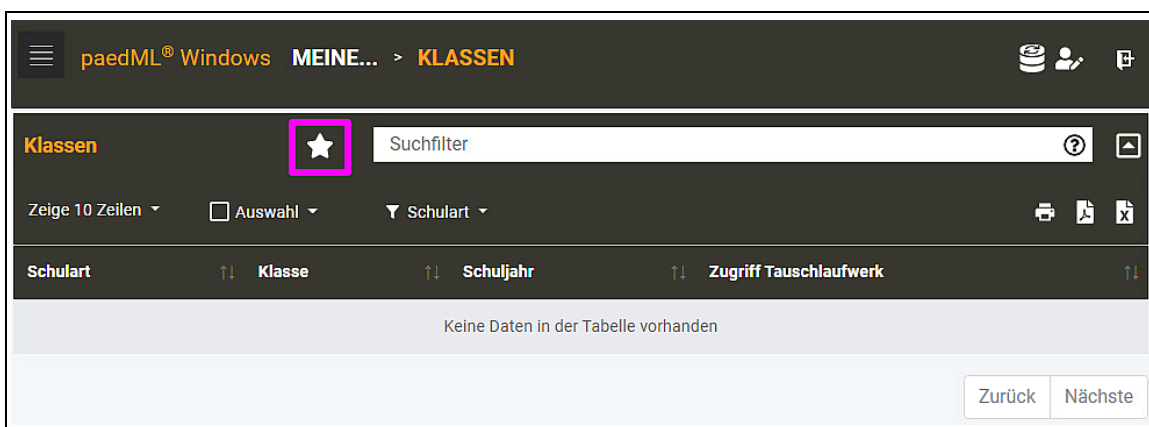 paedML® Windows MEINE... > KLASSEN
Klassen Suchfilter
Zeige 10 Zeilen Auswahl Schulart
Schulart Klasse Schuljahr Zugriff Tauschlaufwerk
Keine Daten in der Tabelle vorhanden
Zurück Nächste